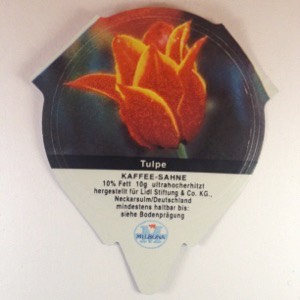 Tulpe
KAFFEE-SAHNE
10% Fett 10g ultrahocherhitzt
hergestellt für Lidl Stiftung & Co. KG.,
Neckarsulm/Deutschland
mindestens haltbar bis:
siehe Bodenprägung
MILBONA